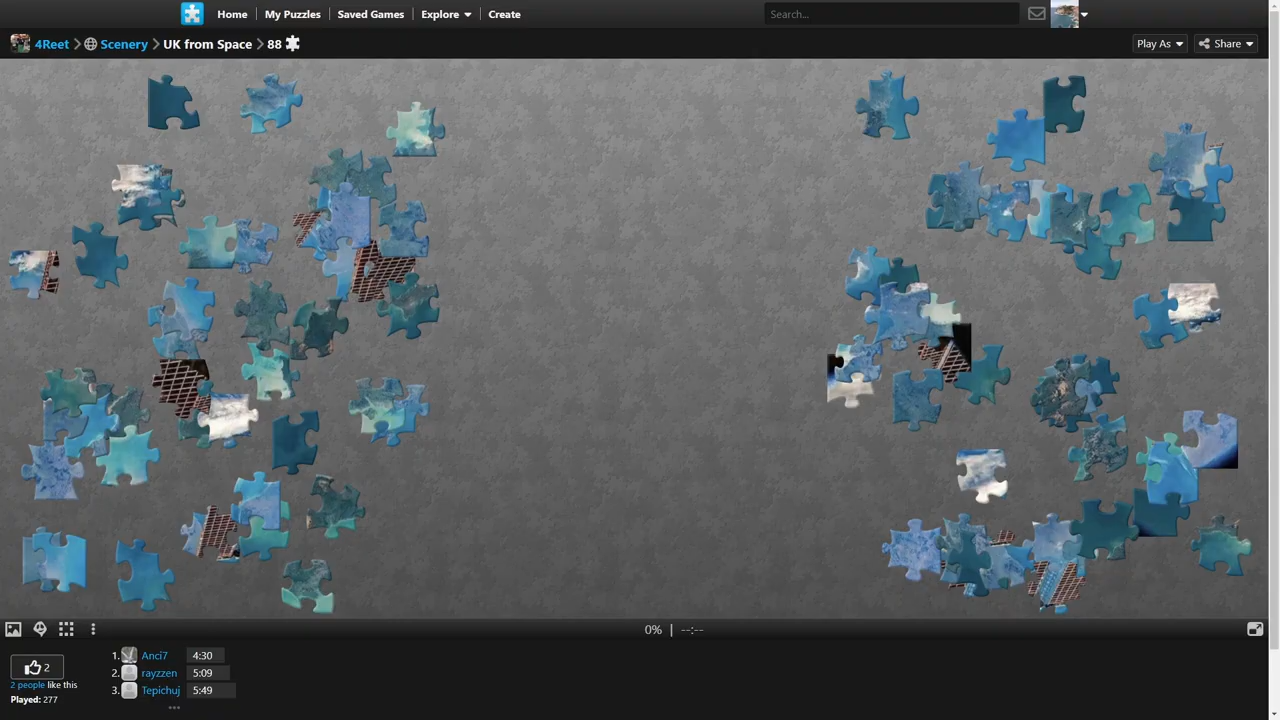 Home My Puzzles Saved Games Explore Create Search...
4Reet Scenery UK from Space 88 Play As Share
0% | --:--
2
2 people like this
Played: 277
1. Anci7 4:30
2. rayzzen 5:09
3. Tepichuj 5:49